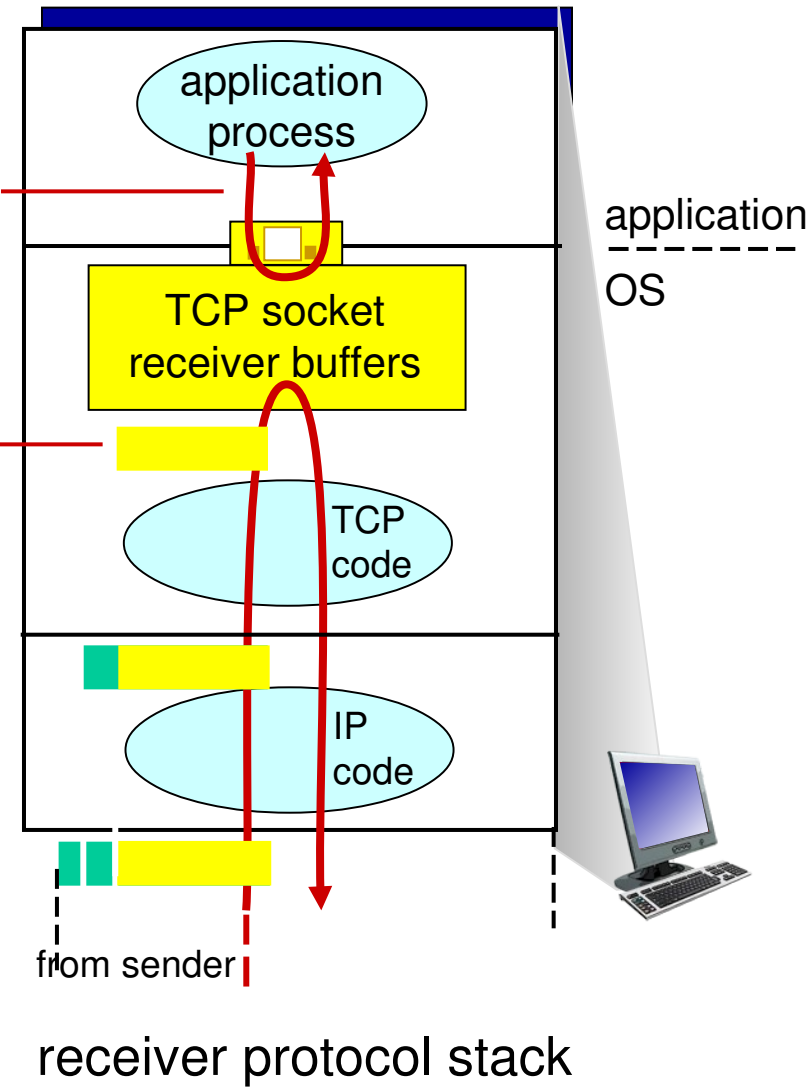 application
process
application
OS
TCP socket
receiver buffers
TCP
code
IP
code
from sender
receiver protocol stack